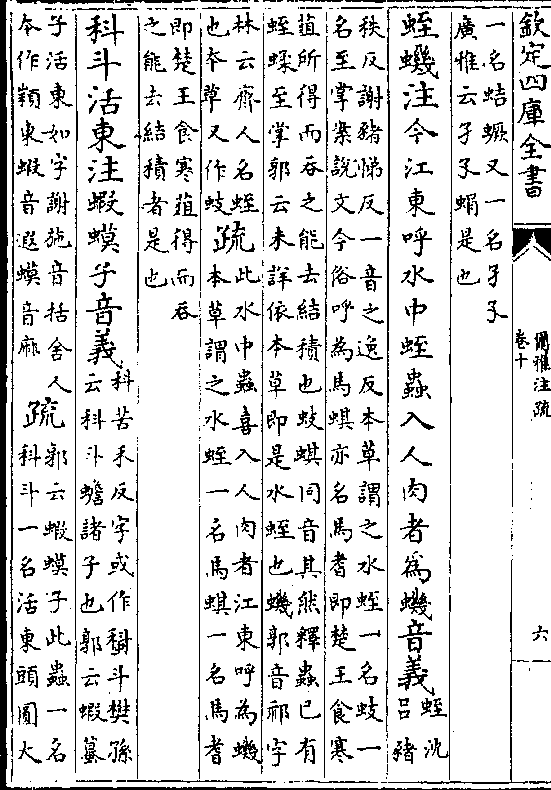 欽定四庫全書
爾雅注疏
卷十
六
一名蛣蟩又一名孑孓
廣雅云孑孓蜎是也
蛭蟣注今江東呼水中蛭蟲入人肉者為蟣音義
蛭沈
呂豬
秩反謝豬悌反一音之逸反本草謂之水蛭一名蚑一
名至掌案說文今俗呼為馬蜞亦名馬耆即楚王食寒
葅所得而吞之能去結積也蚑蜞同音其然釋蟲已有
蛭蝚至掌郭云未詳依本草即是水蛭也蟣郭音祁字
林云齊人名蛭
也本草又作蚑
疏
此水中蟲喜入人肉者江東呼為蟣
本草謂之水蛭一名馬蜞一名馬耆
即楚王食寒葅得而吞
之能去結積者是也
科斗活東注蝦蟆子音義
科苦禾反字或作蝌斗樊孫
云科斗蟾諸子也郭云蝦蟇
子活東如字謝施音括舍人
本作顆東蝦音遐蟆音麻
疏
郭云蝦蟆子此蟲一名
科斗一名活東頭圓大